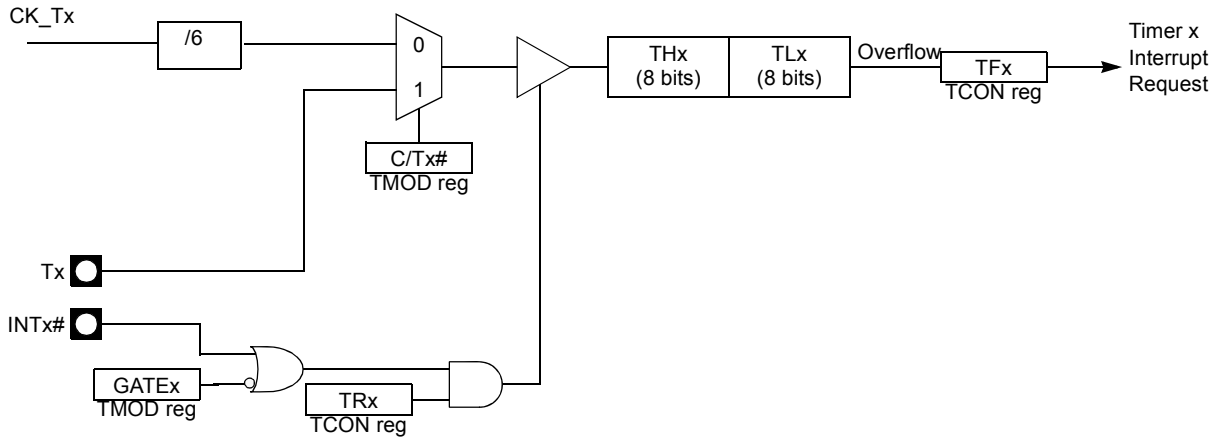 CK_Tx
/6
0
1
THx
(8 bits)
TLx
(8 bits)
Overflow
TFx
TCON reg
Timer x
Interrupt
Request
C/Tx#
TMOD reg
Tx
INTx#
GATEx
TMOD reg
TRx
TCON reg